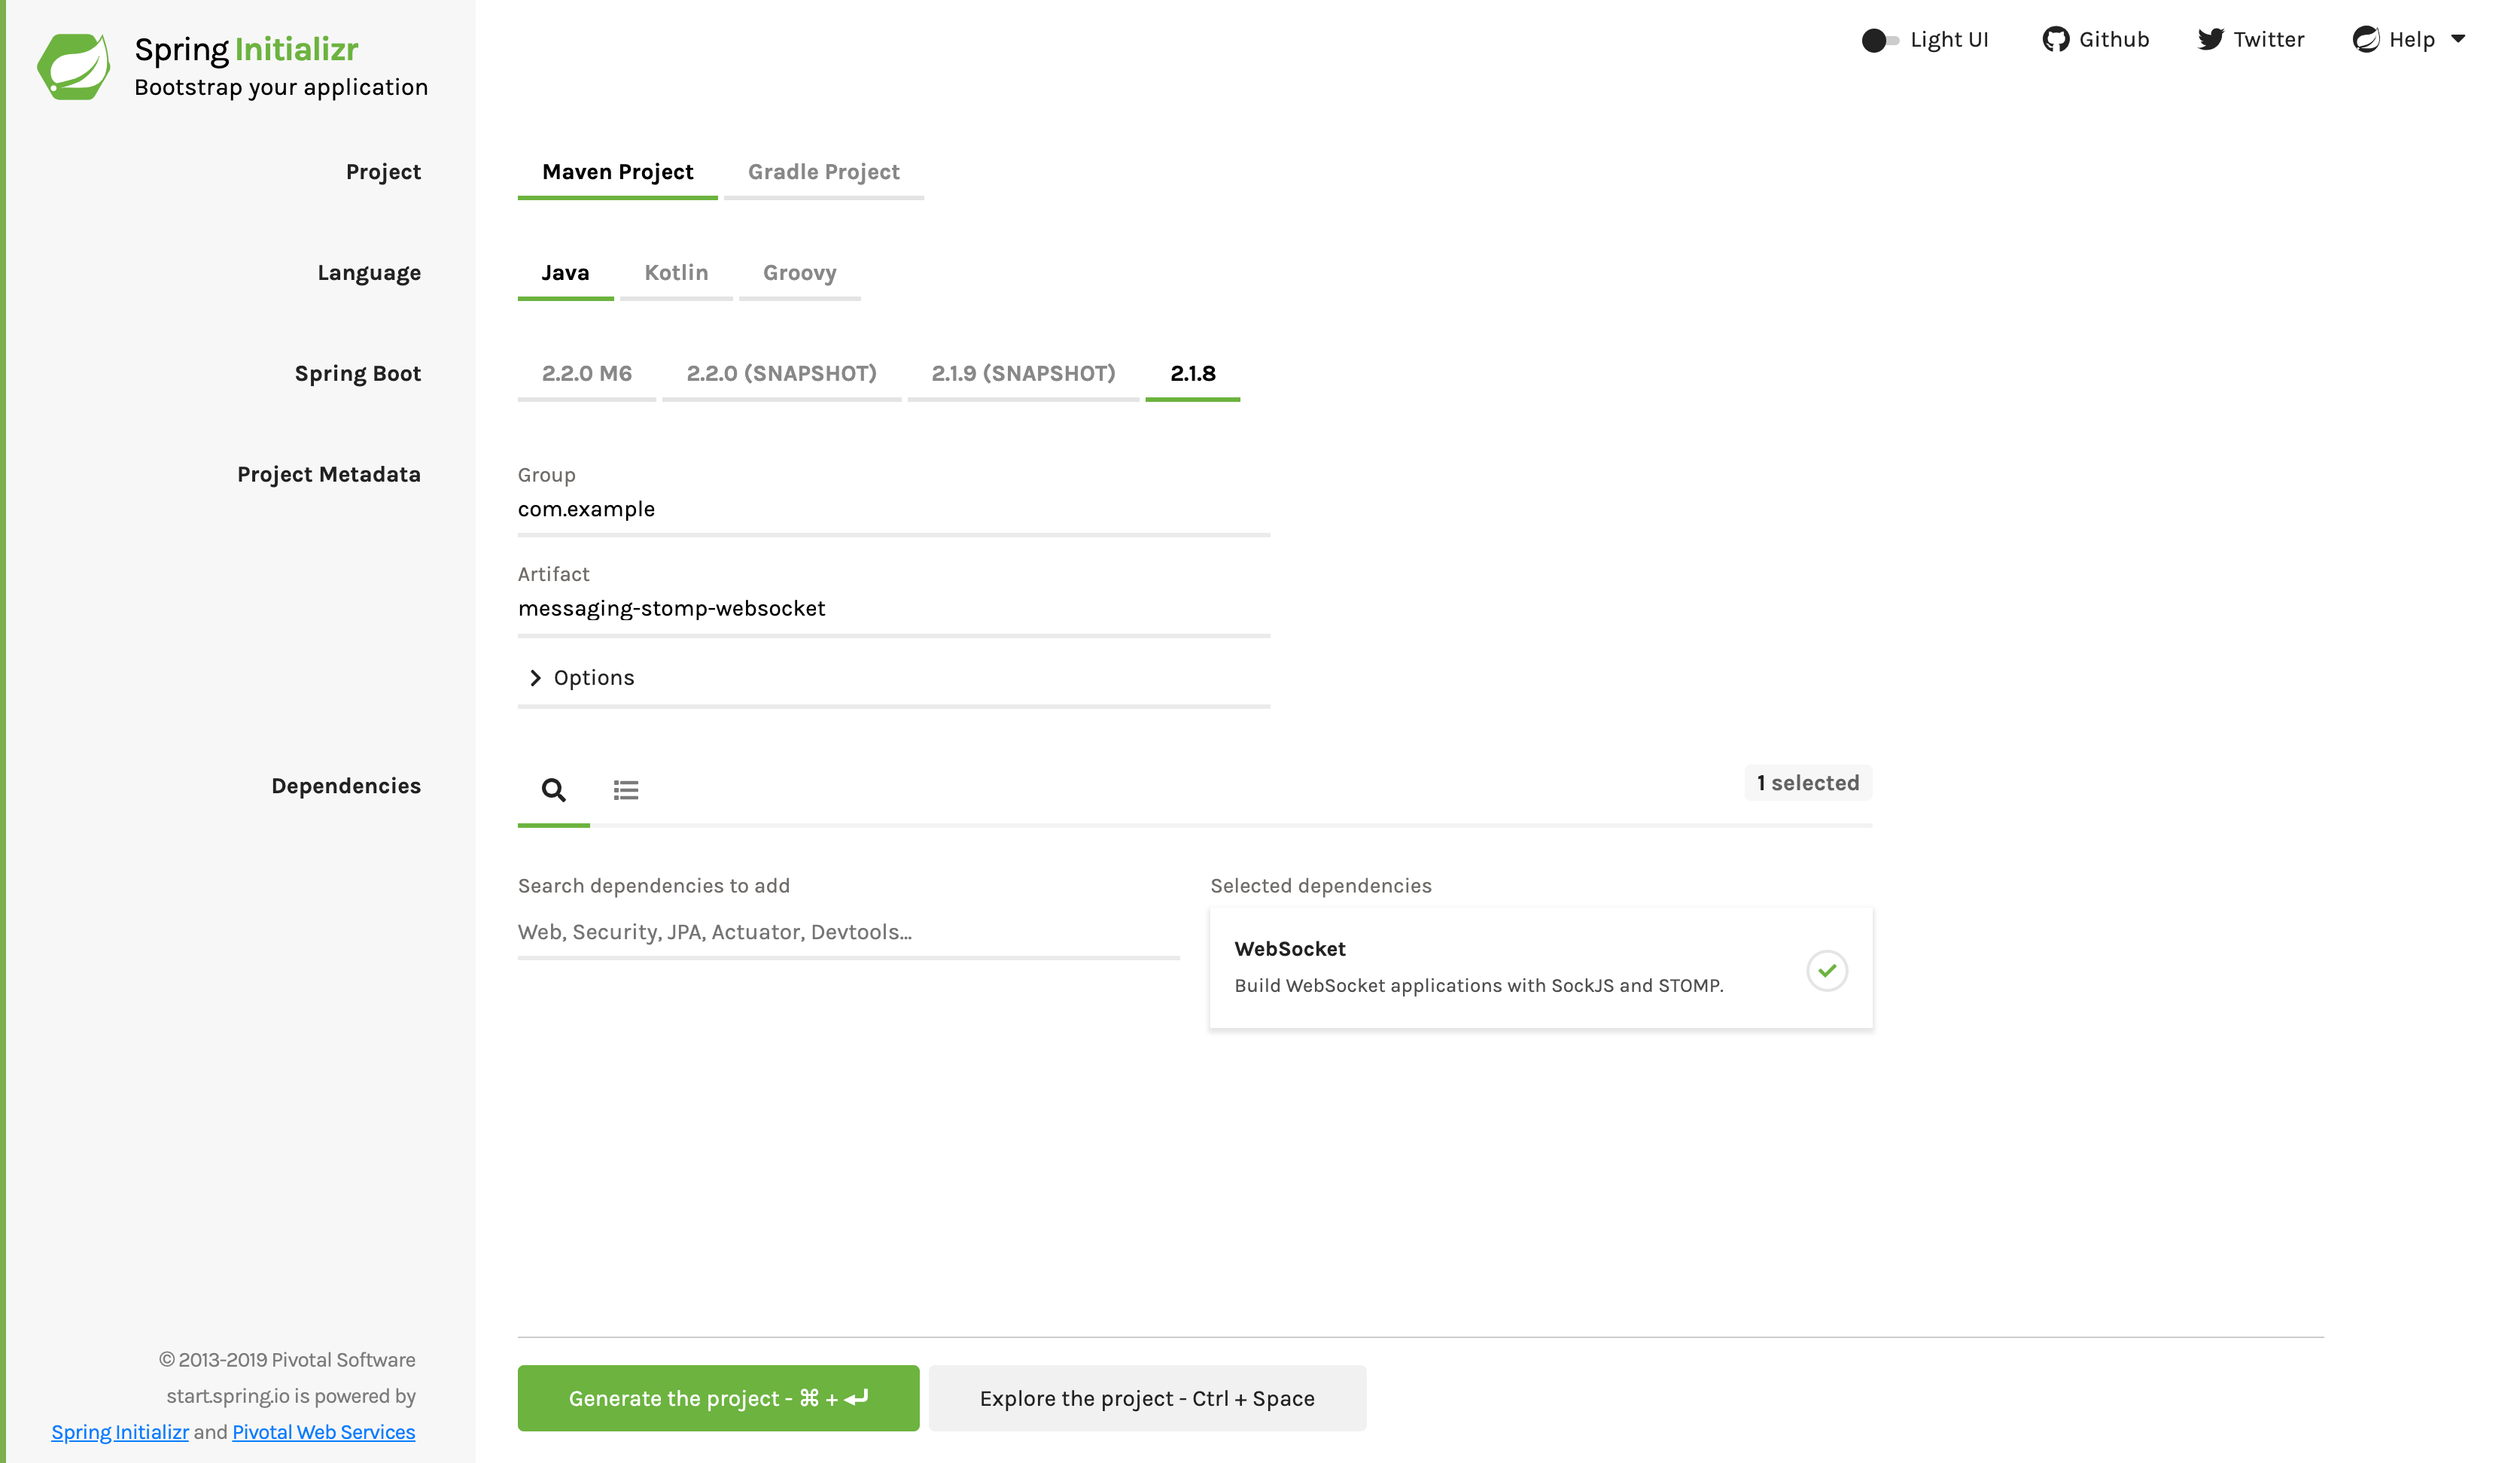 Spring Initializr
Bootstrap your application
Light UI
Github
Twitter
Help
Project
Maven Project
Gradle Project
Language
Java
Kotlin
Groovy
Spring Boot
2.2.0 M6
2.2.0 (SNAPSHOT)
2.1.9 (SNAPSHOT)
2.1.8
Project Metadata
Group
com.example
Artifact
messaging-stomp-websocket
Options
Dependencies
1 selected
Search dependencies to add
Web, Security, JPA, Actuator, Devtools...
Selected dependencies
WebSocket
Build WebSocket applications with SockJS and STOMP.
© 2013-2019 Pivotal Software
start.spring.io is powered by
Spring Initializr and Pivotal Web Services
Generate the project - ⌘ + ↵
Explore the project - Ctrl + Space